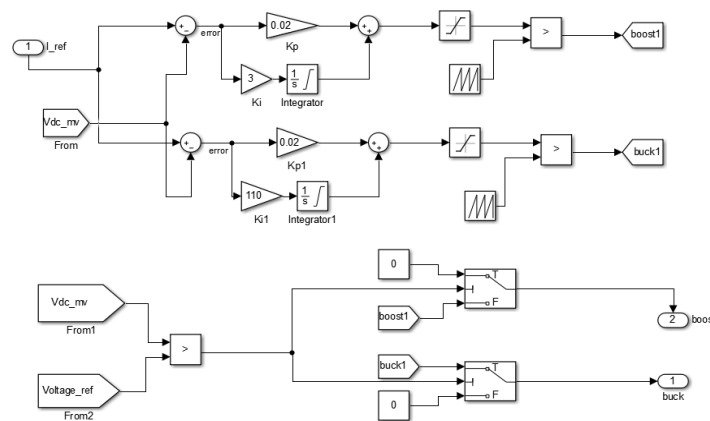 1
I_ref
+
-
error
0.02
Kp
+
+
>
boost1
3
Ki
1
s
Integrator
Vdc_mv
From
+
-
error
0.02
Kp1
+
+
>
buck1
110
Ki1
1
s
Integrator1
Vdc_mv
From1
Voltage_ref
From2
>
0
T
F
boost1
2
boos
buck1
T
F
0
1
buck